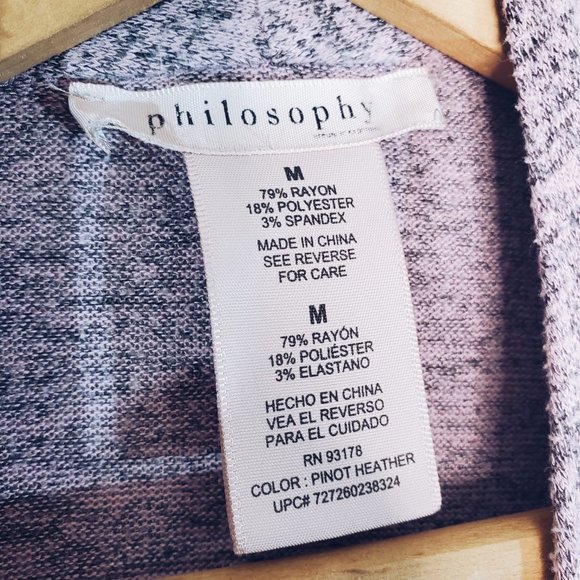 philosophy
M
79% RAYON
18% POLYESTER
3% SPANDEX
MADE IN CHINA
SEE REVERSE
FOR CARE
M
79% RAYÓN
18% POLIÉSTER
3% ELASTANO
HECHO EN CHINA
VEA EL REVERSO
PARA EL CUIDADO
RN 93178
COLOR : PINOT HEATHER
UPC# 727260238324